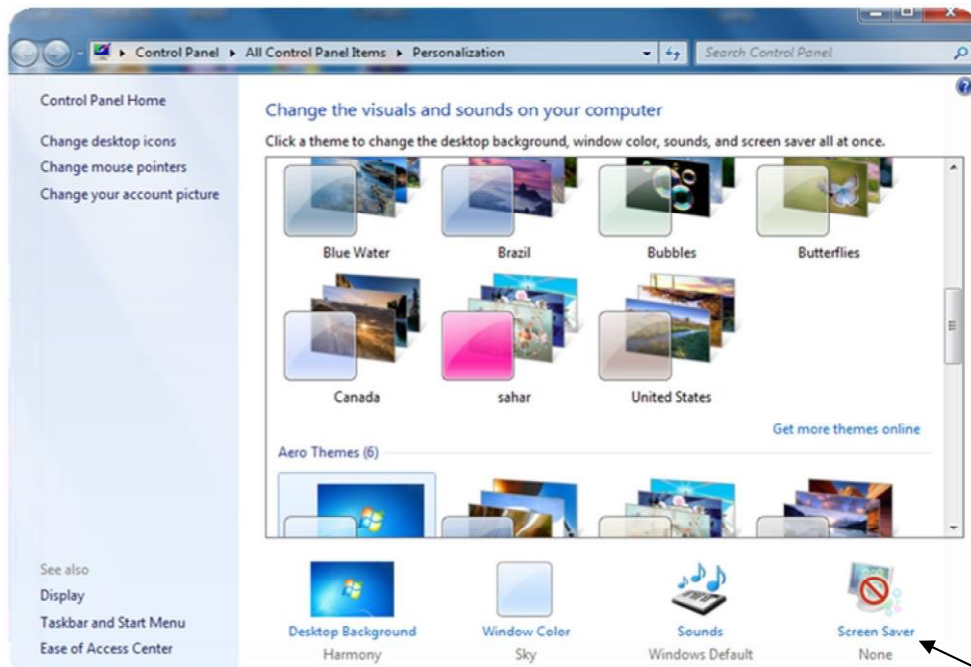 Control Panel ▸ All Control Panel Items ▸ Personalization
Search Control Panel
Control Panel Home
Change desktop icons
Change mouse pointers
Change your account picture
Change the visuals and sounds on your computer
Click a theme to change the desktop background, window color, sounds, and screen saver all at once.
Blue Water Brazil Bubbles Butterflies
Canada sahar United States
Get more themes online
Aero Themes (6)
See also
Display
Taskbar and Start Menu
Ease of Access Center
Desktop Background Window Color Sounds Screen Saver
Harmony Sky Windows Default None